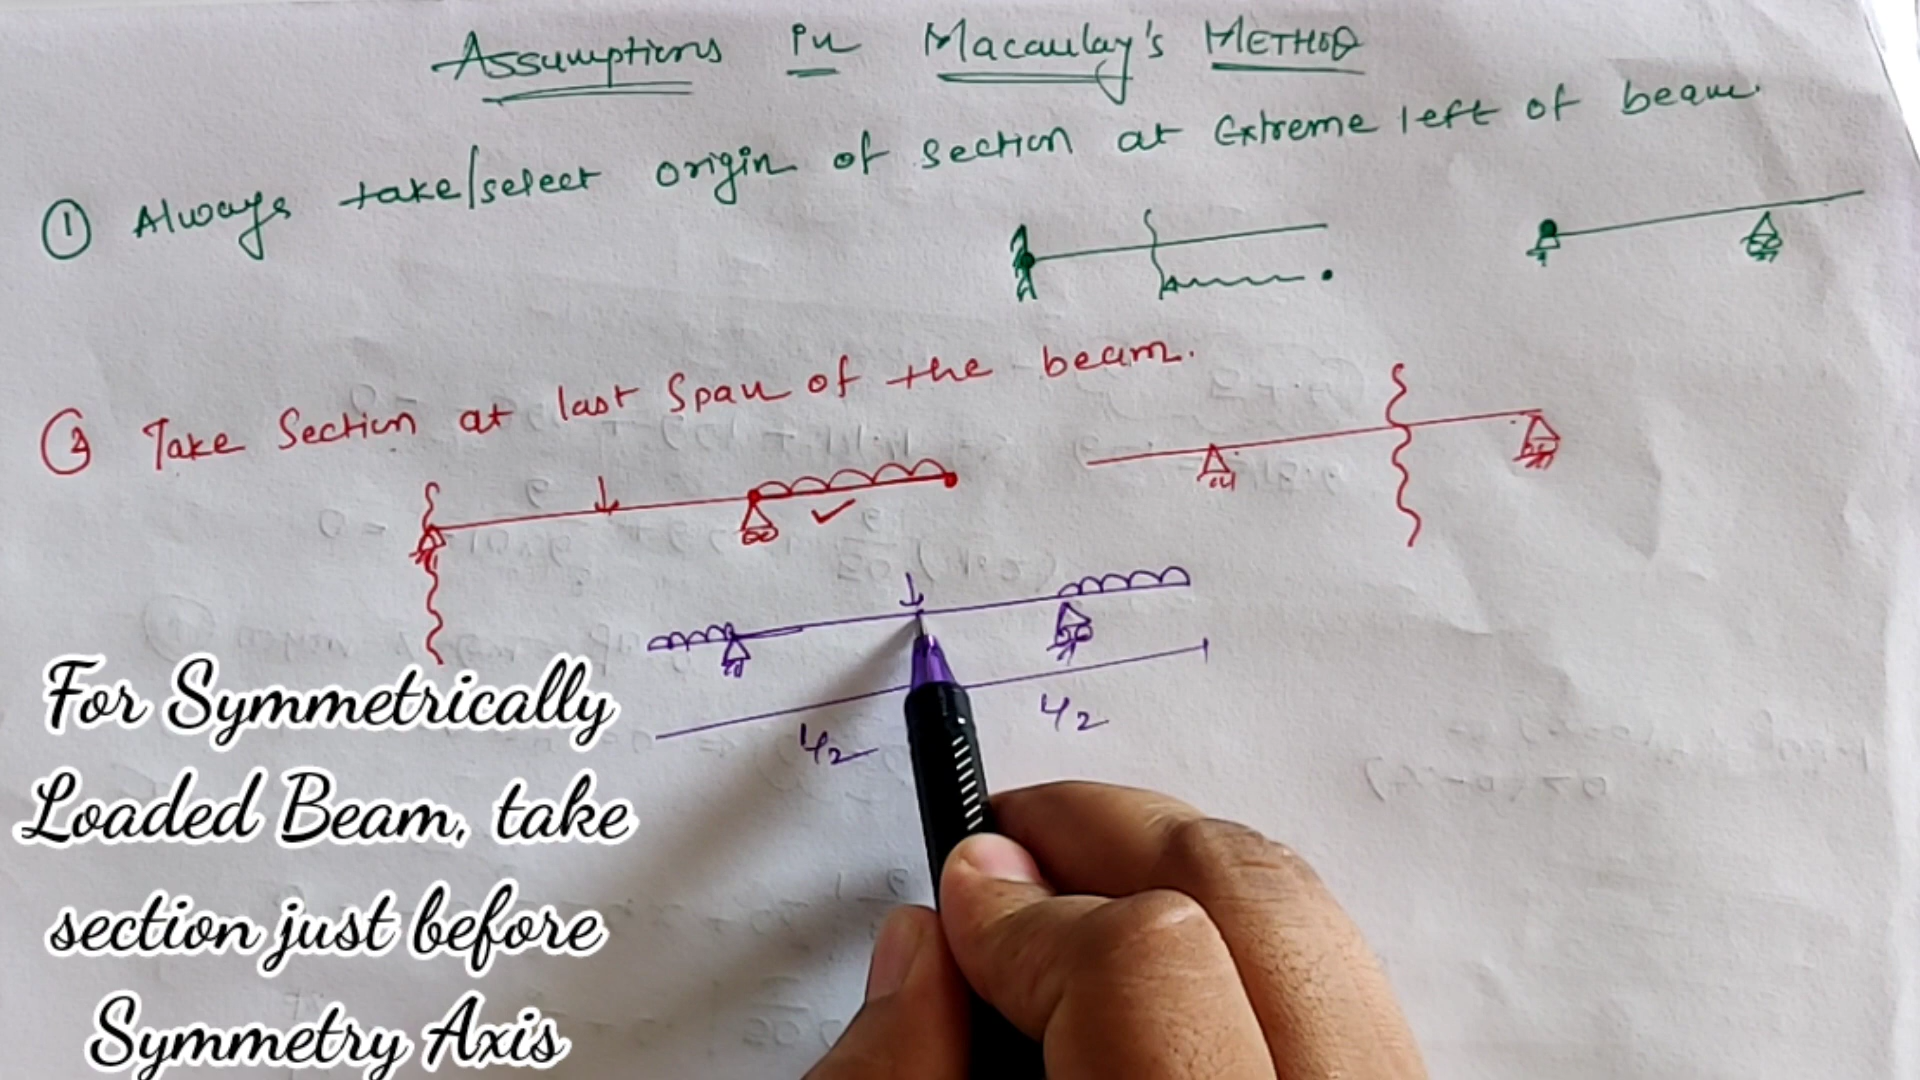 Assumptions in Macaulay's METHOD
① Always take/select origin of section at Extreme left of beam.
② Take Section at last Span of the beam.
L/2
L/2
For Symmetrically
Loaded Beam, take
section just before
Symmetry Axis